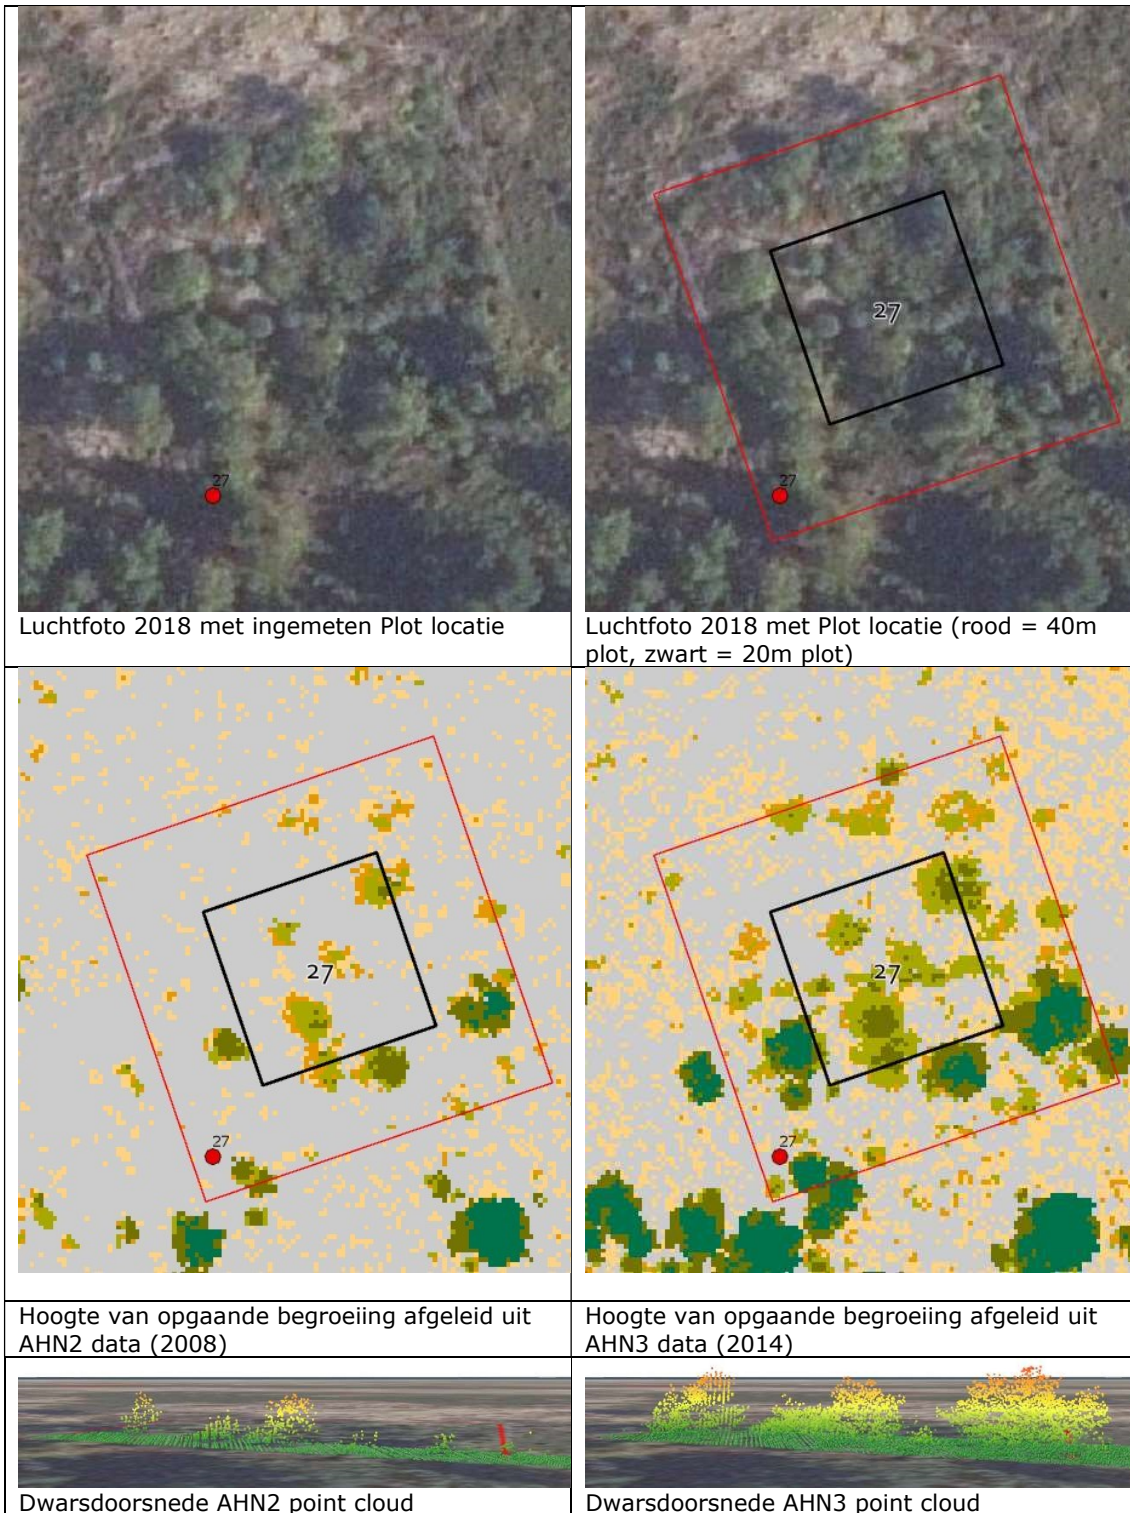 27
27
27
Luchtfoto 2018 met ingemeten Plot locatie
Luchtfoto 2018 met Plot locatie (rood = 40m
plot, zwart = 20m plot)
27
27
27
27
Hoogte van opgaande begroeiing afgeleid uit
AHN2 data (2008)
Hoogte van opgaande begroeiing afgeleid uit
AHN3 data (2014)
Dwarsdoorsnede AHN2 point cloud
Dwarsdoorsnede AHN3 point cloud